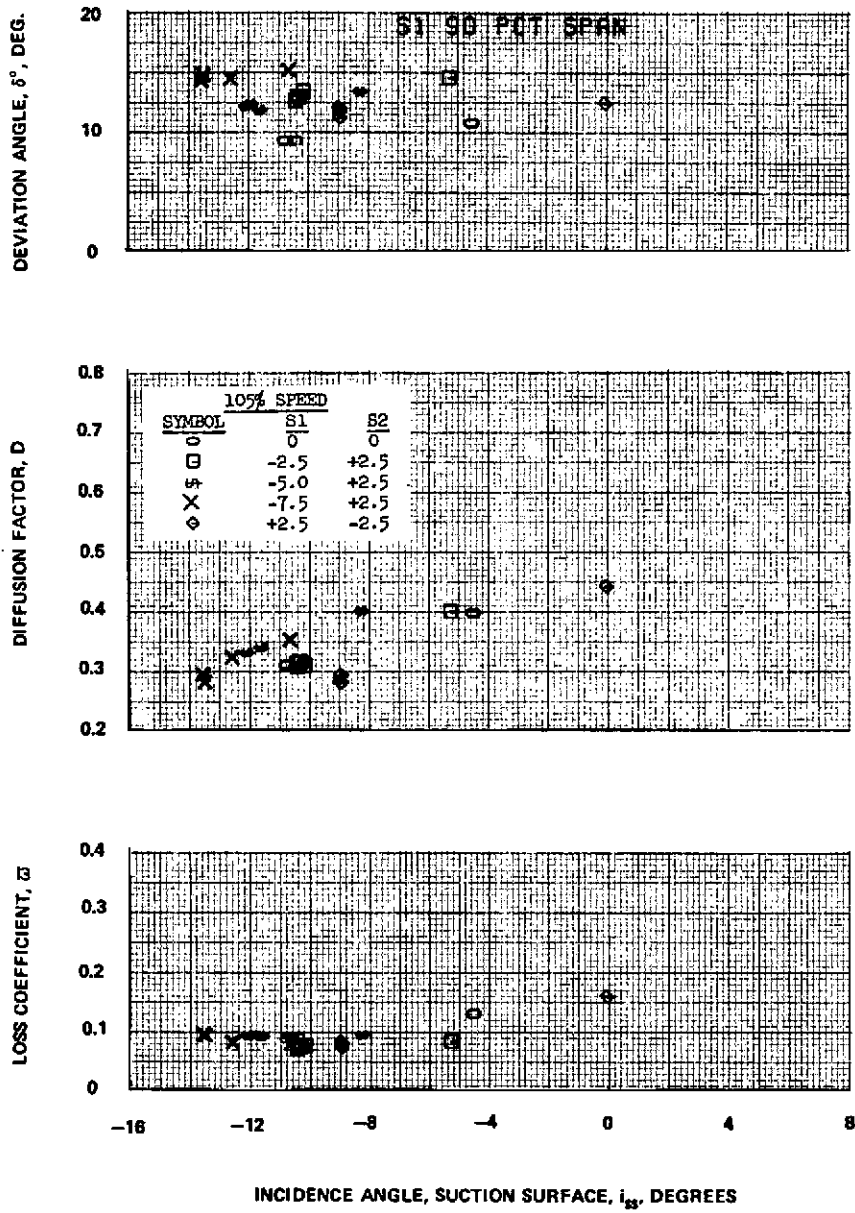 S1 90 PCT SPAN
DEVIATION ANGLE, δ°, DEG.
20
10
0
DIFFUSION FACTOR, D
0.8
0.7
0.6
0.5
0.4
0.3
0.2
105% SPEED
SYMBOL S1 S2
0 0
-2.5 +2.5
-5.0 +2.5
-7.5 +2.5
+2.5 -2.5
LOSS COEFFICIENT, ϖ
0.4
0.3
0.2
0.1
0
-16 -12 -8 -4 0 4 8
INCIDENCE ANGLE, SUCTION SURFACE, iss, DEGREES